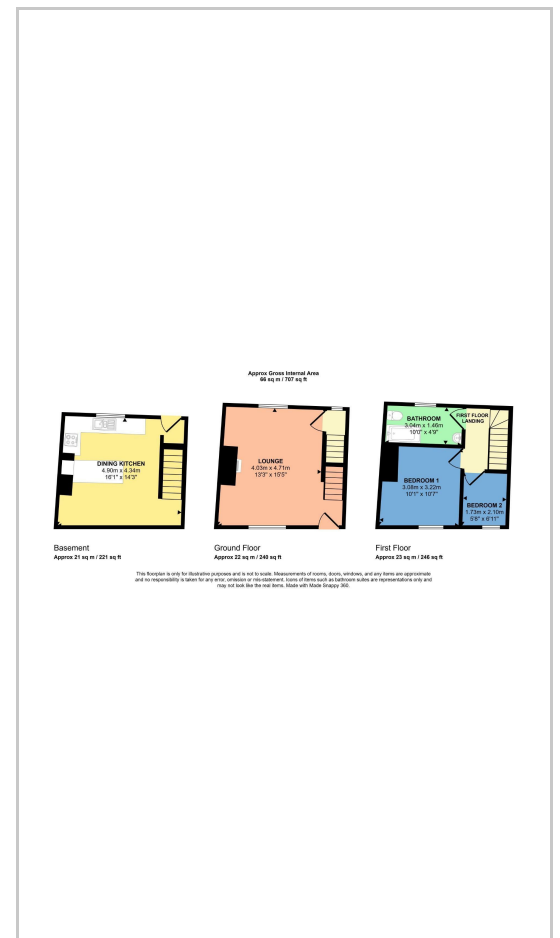 Approx Gross Internal Area
66 sq m / 707 sq ft
DINING KITCHEN
4.90m x 4.34m
16'1" x 14'3"
Basement
Approx 21 sq m / 221 sq ft
LOUNGE
4.03m x 4.71m
13'3" x 15'5"
Ground Floor
Approx 22 sq m / 240 sq ft
BATHROOM
3.04m x 1.46m
10'0" x 4'9"
FIRST FLOOR
LANDING
BEDROOM 1
3.08m x 3.22m
10'1" x 10'7"
BEDROOM 2
1.73m x 2.10m
5'8" x 6'11"
First Floor
Approx 23 sq m / 246 sq ft
This floorplan is only for illustrative purposes and is not to scale. Measurements of rooms, doors, windows, and any items are approximate
and no responsibility is taken for any error, omission or mis-statement. Icons of items such as bathroom suites are representations only and
may not look like the real items. Made with Made Snappy 360.